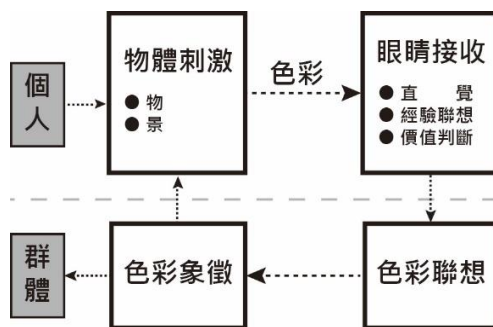 個人
物體刺激
● 物
● 景
色彩
眼睛接收
● 直　覺
● 經驗聯想
● 價值判斷
群體
色彩象徵
色彩聯想